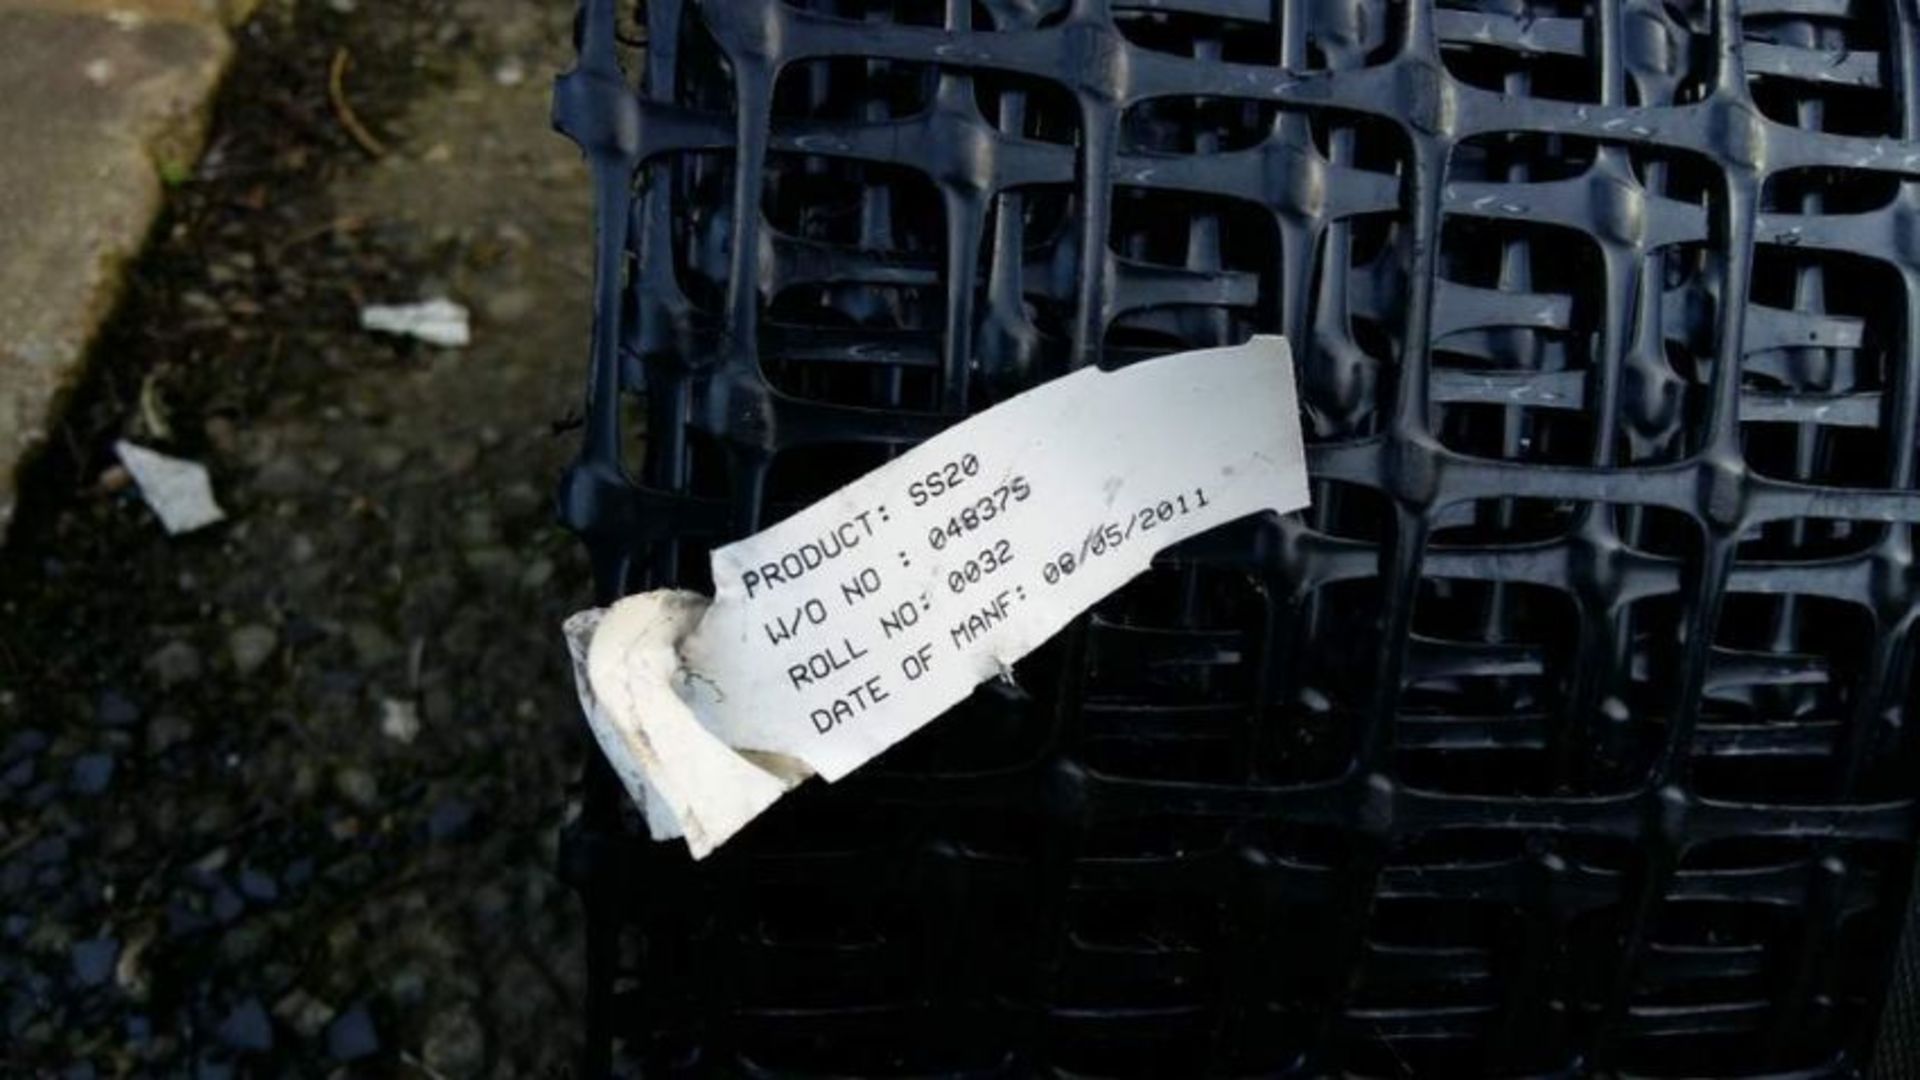 PRODUCT: SS20
W/O NO : 048375
ROLL NO: 0032
DATE OF MANF: 08/05/2011